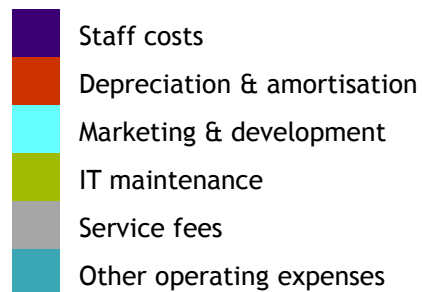 Staff costs
Depreciation & amortisation
Marketing & development
IT maintenance
Service fees
Other operating expenses